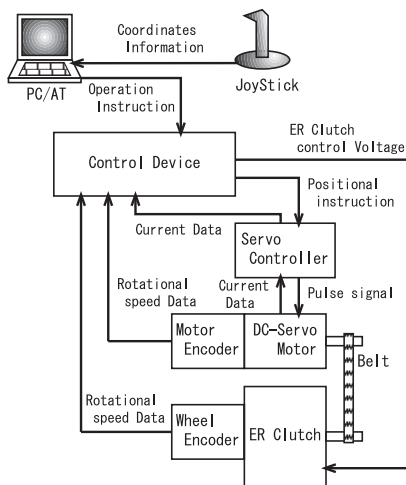 Coordinates
Information
PC/AT
JoyStick
Operation
Instruction
ER Clutch
control Voltage
Control Device
Positional
instruction
Current Data
Servo
Controller
Rotational
speed Data
Current
Data
Pulse signal
Motor
Encoder
DC-Servo
Motor
Belt
Rotational
speed Data
Wheel
Encoder
ER Clutch